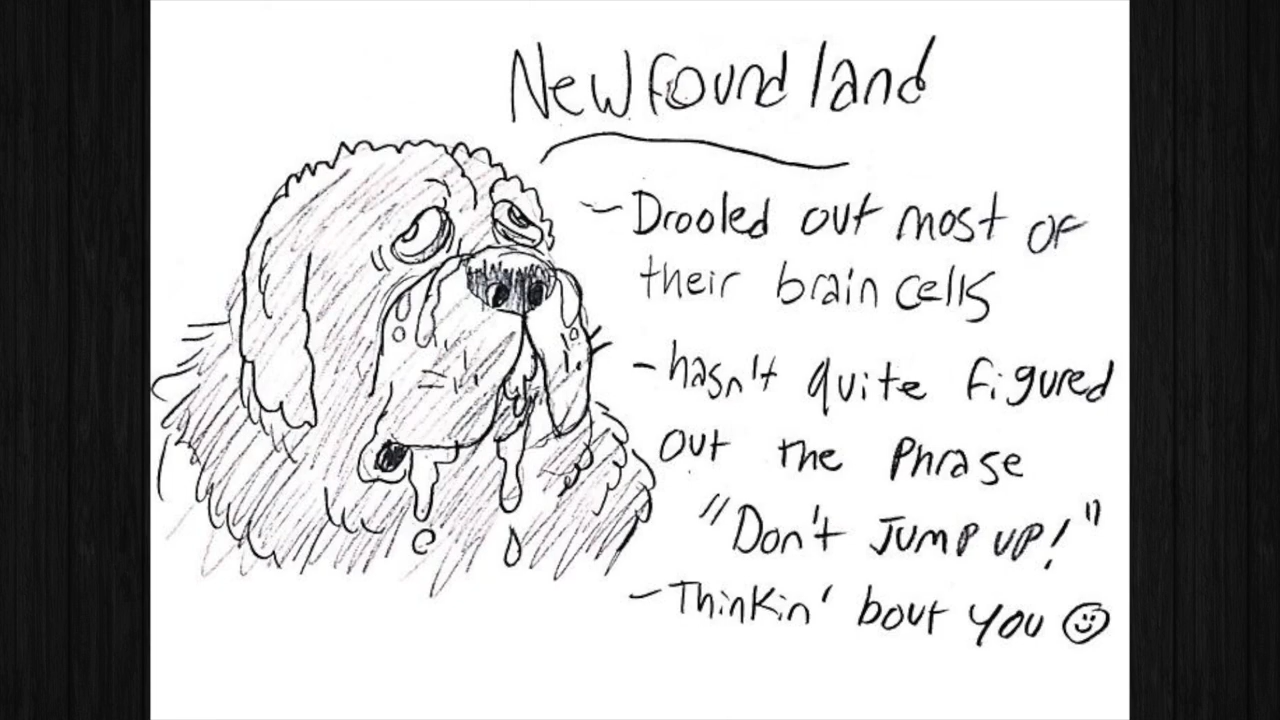 Newfoundland
- Drooled out most of
their brain cells
- hasn't quite figured
out the phrase
"Don't Jump up!"
- Thinkin' bout you ☺